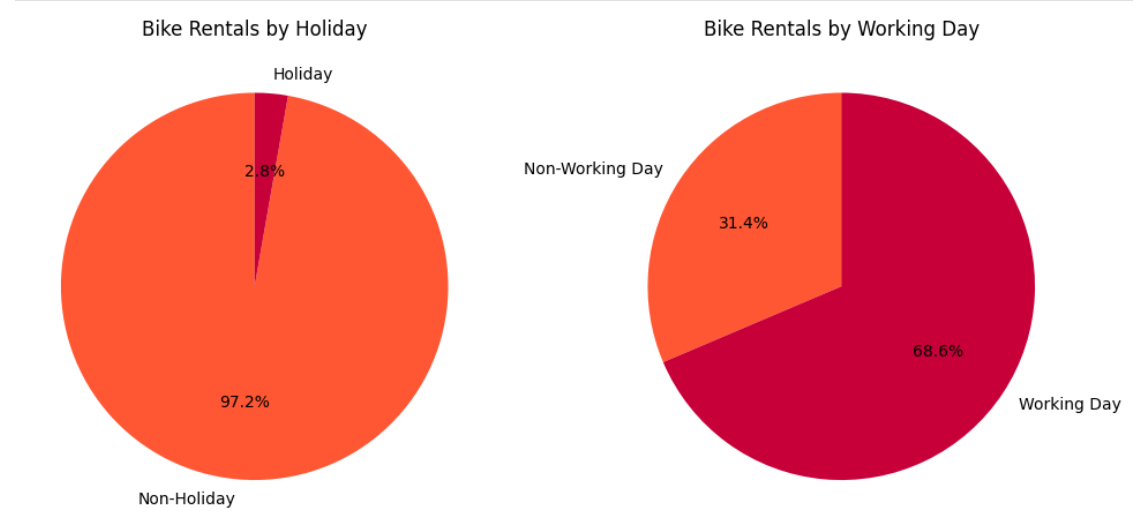 Bike Rentals by Holiday
Holiday
2.8%
97.2%
Non-Holiday
Bike Rentals by Working Day
Non-Working Day
31.4%
68.6%
Working Day